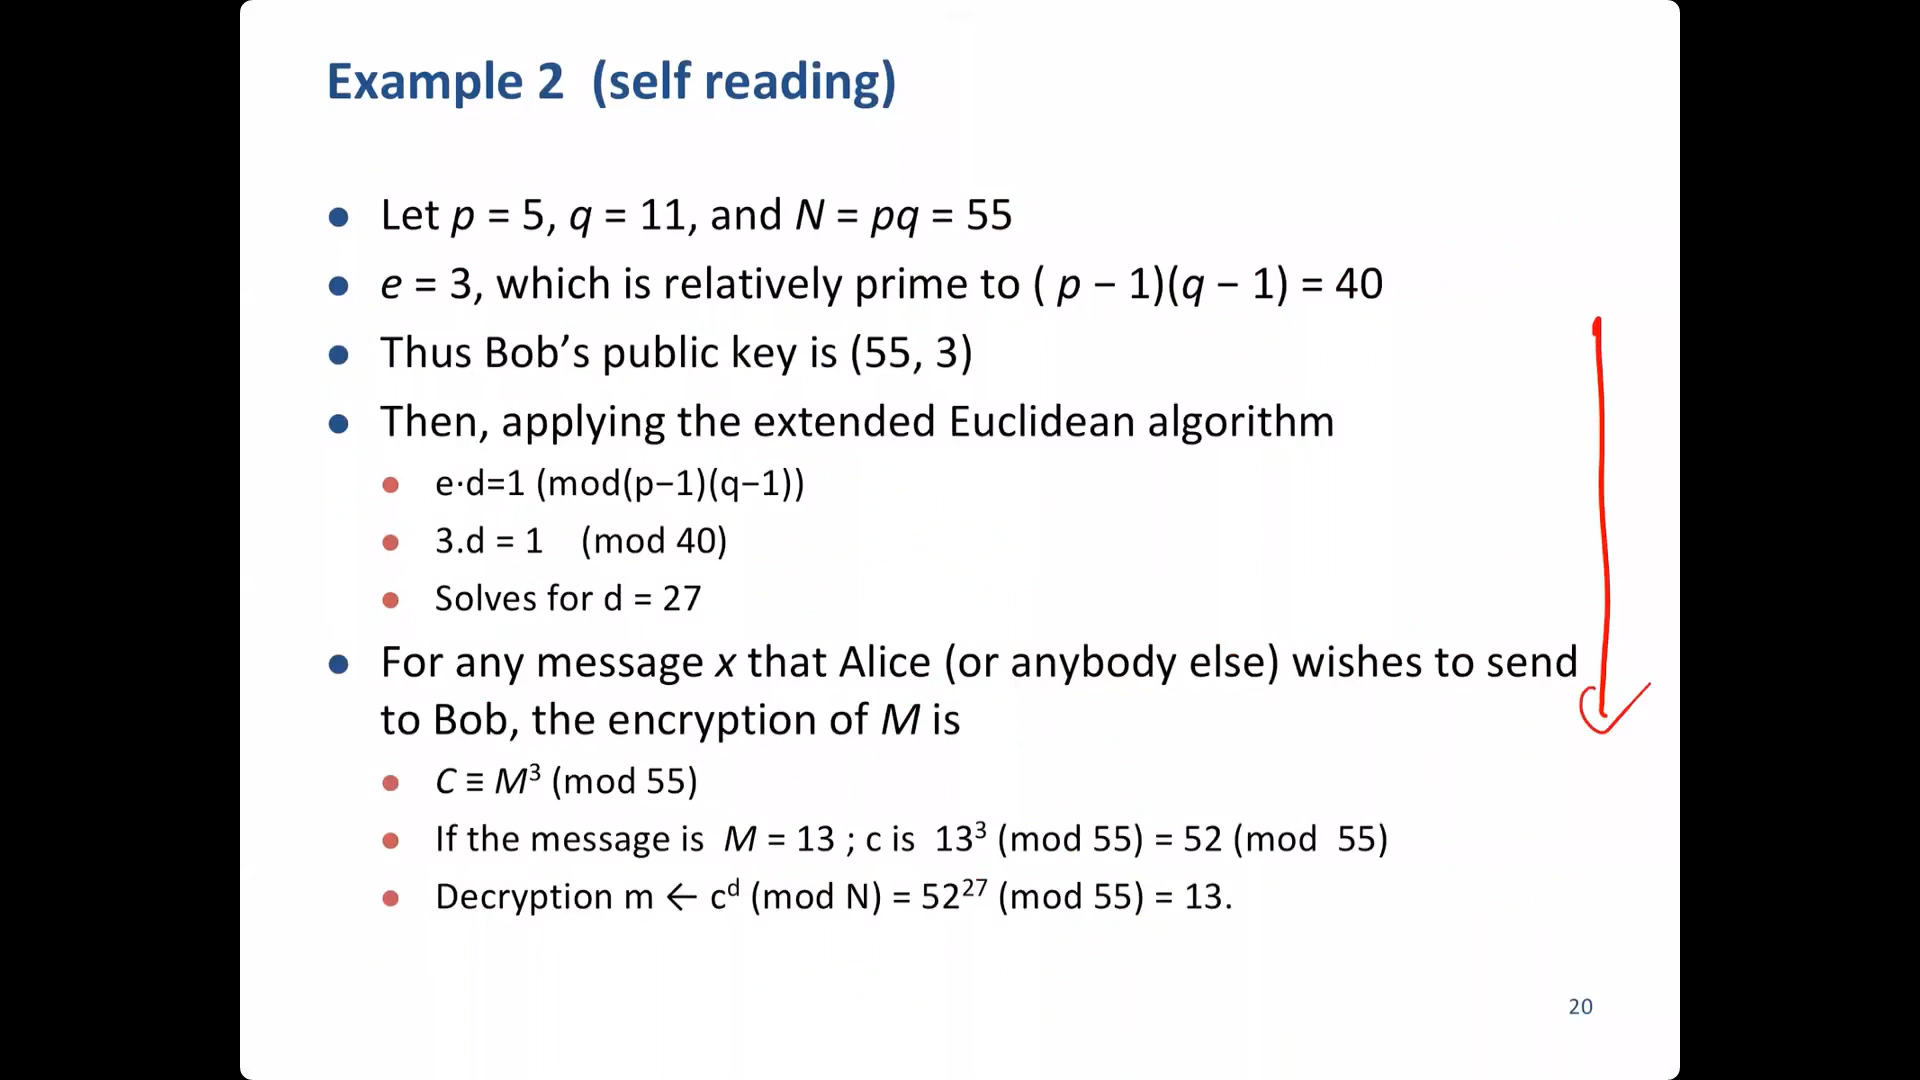 Example 2 (self reading)
● Let p = 5, q = 11, and N = pq = 55
● e = 3, which is relatively prime to ( p − 1)(q − 1) = 40
● Thus Bob’s public key is (55, 3)
● Then, applying the extended Euclidean algorithm
● e·d=1 (mod(p−1)(q−1))
● 3.d = 1 (mod 40)
● Solves for d = 27
● For any message x that Alice (or anybody else) wishes to send
to Bob, the encryption of M is
● C ≡ M³ (mod 55)
● If the message is M = 13 ; c is 13³ (mod 55) = 52 (mod 55)
● Decryption m ← cᵈ (mod N) = 52²⁷ (mod 55) = 13.
20